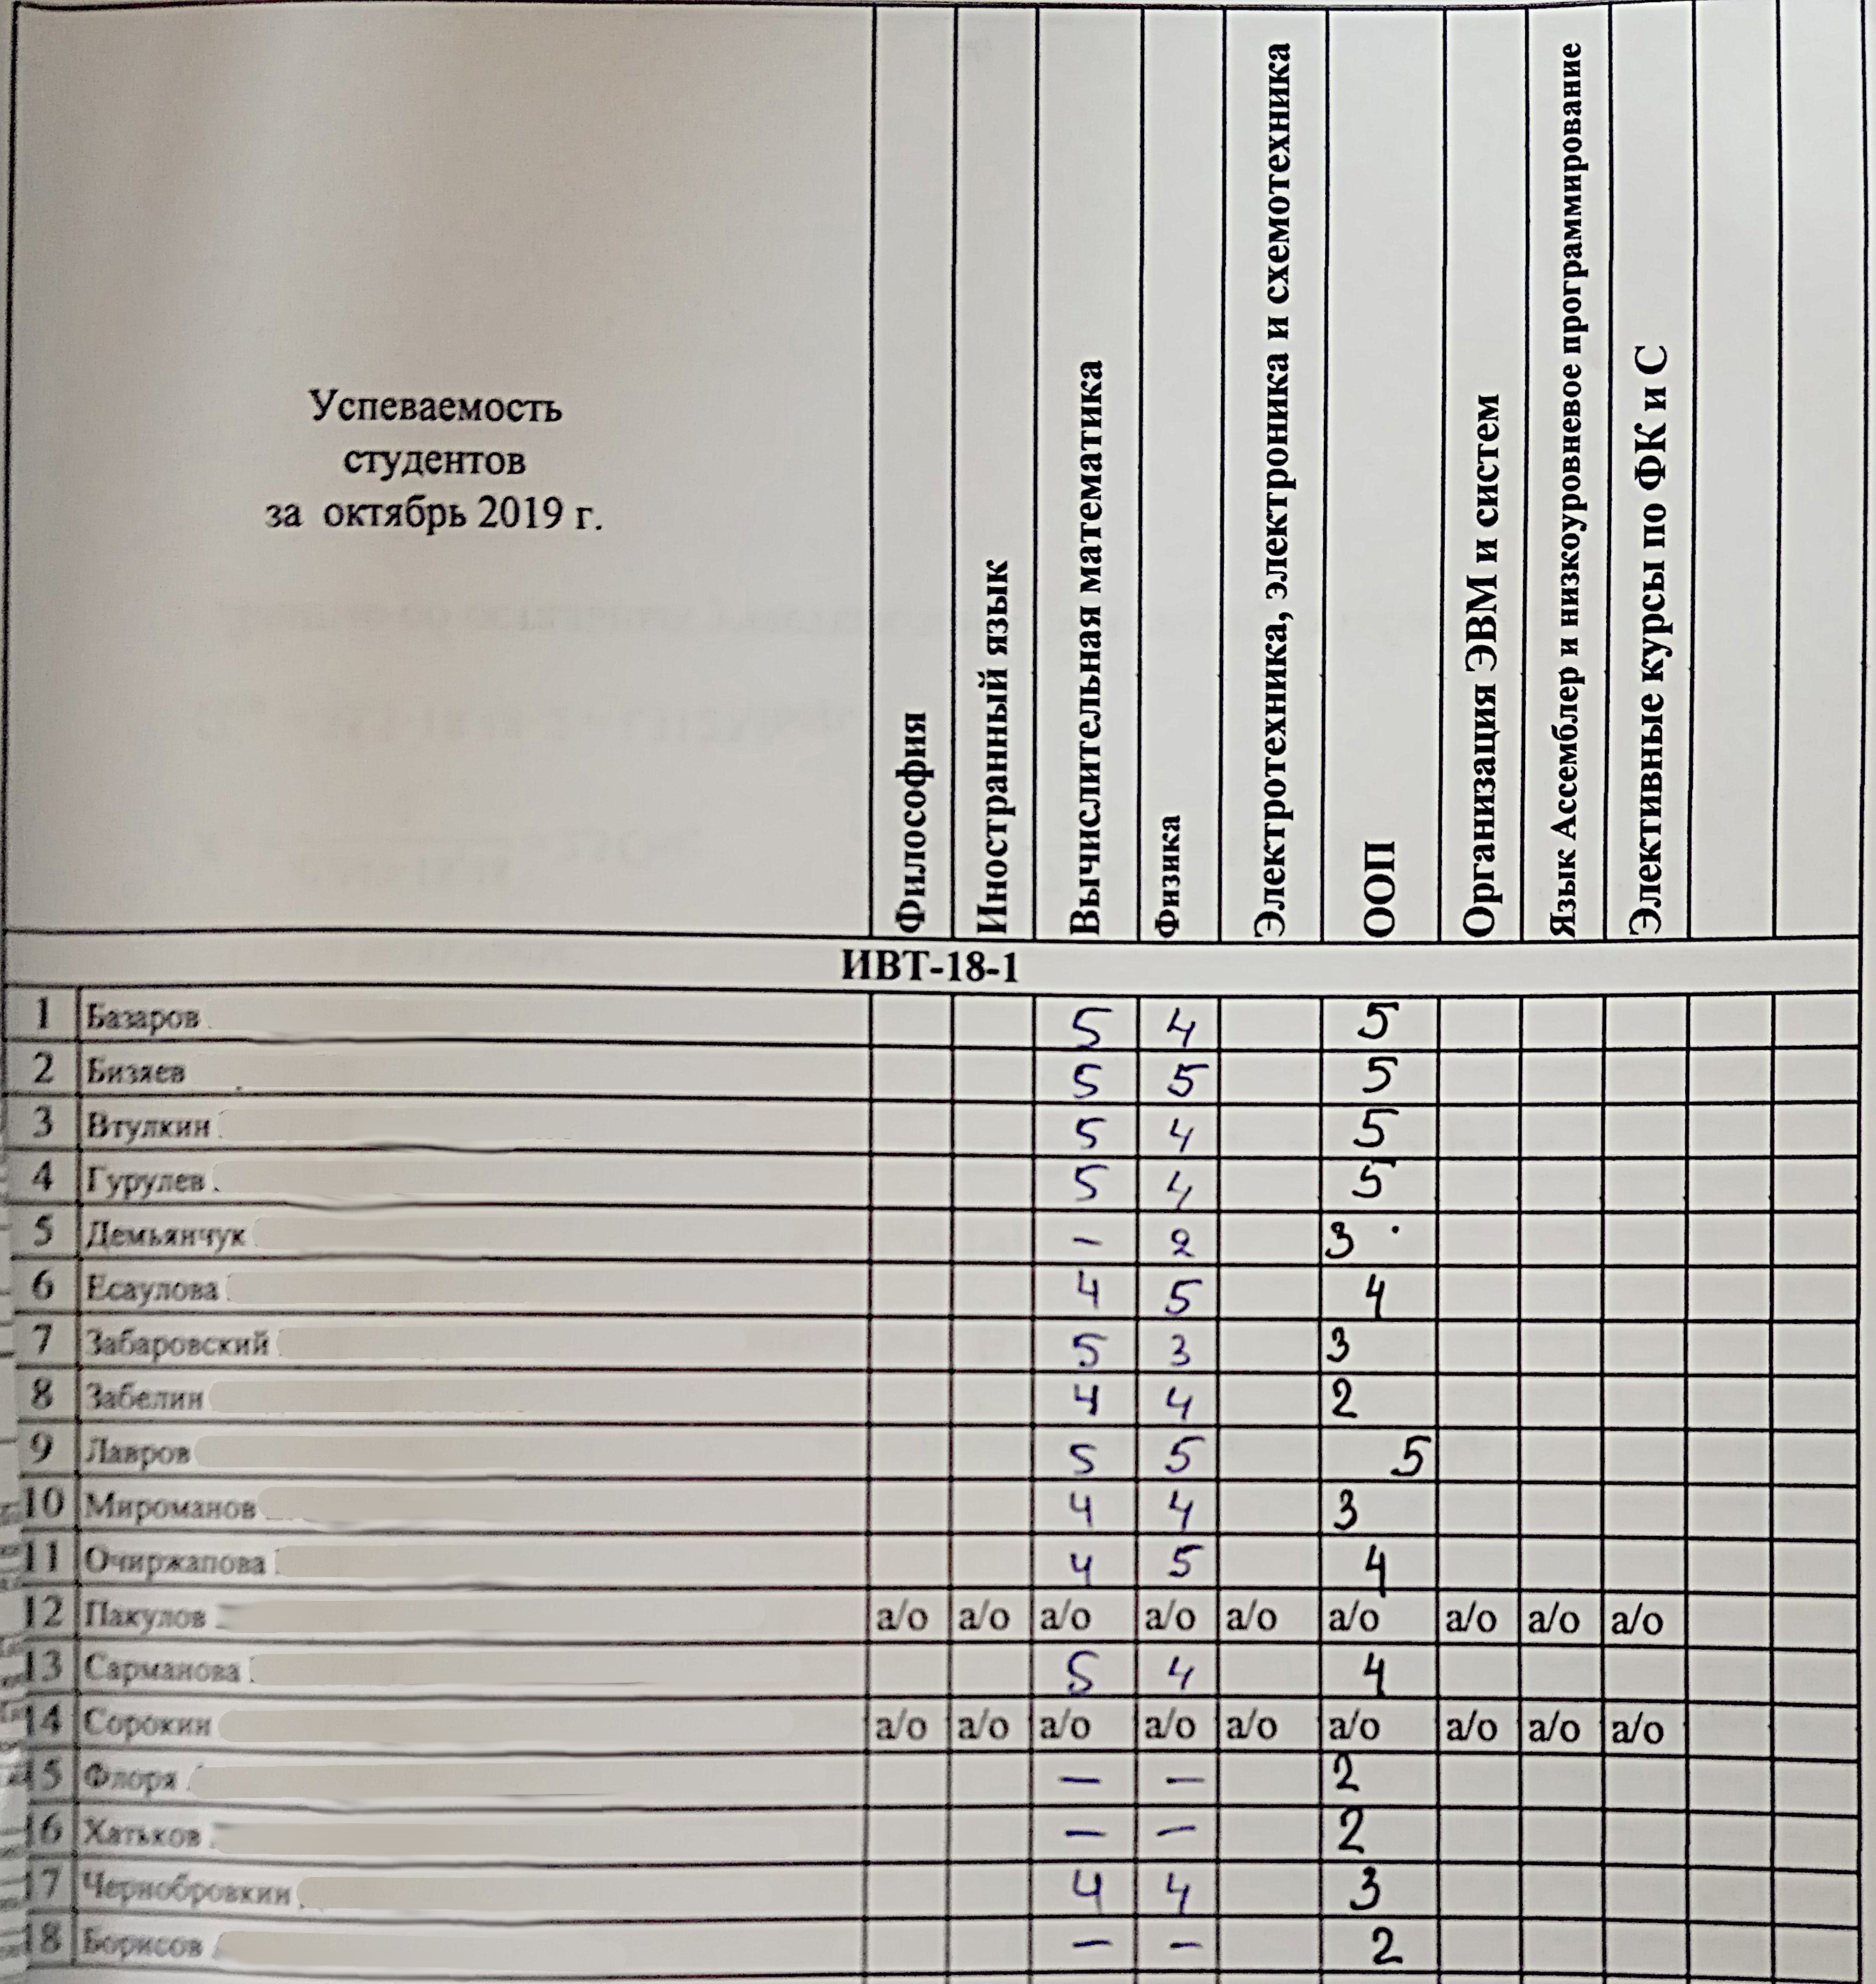 Успеваемость
студентов
за октябрь 2019 г.
Философия
Иностранный язык
Вычислительная математика
Физика
Электротехника, электроника и схемотехника
ООП
Организация ЭВМ и систем
Язык Ассемблер и низкоуровневое программирование
Элективные курсы по ФК и С
ИВТ-18-1
1 Базаров 5 4 5
2 Бизяев 5 5 5
3 Втулкин 5 4 5
4 Гурулев 5 4 5
5 Демьянчук - 2 3
6 Есаулова 4 5 4
7 Забаровский 5 3 3
8 Забелин 4 4 2
9 Лавров 5 5 5
10 Мироманов 4 4 3
11 Очиржапова 4 5 4
12 Пакулов а/о а/о а/о а/о а/о а/о а/о а/о а/о
13 Сарманова 5 4 4
14 Сорокин а/о а/о а/о а/о а/о а/о а/о а/о а/о
15 Флоря - - 2
16 Хатьков - - 2
17 Чернобровкин 4 4 3
18 Борисов - - 2